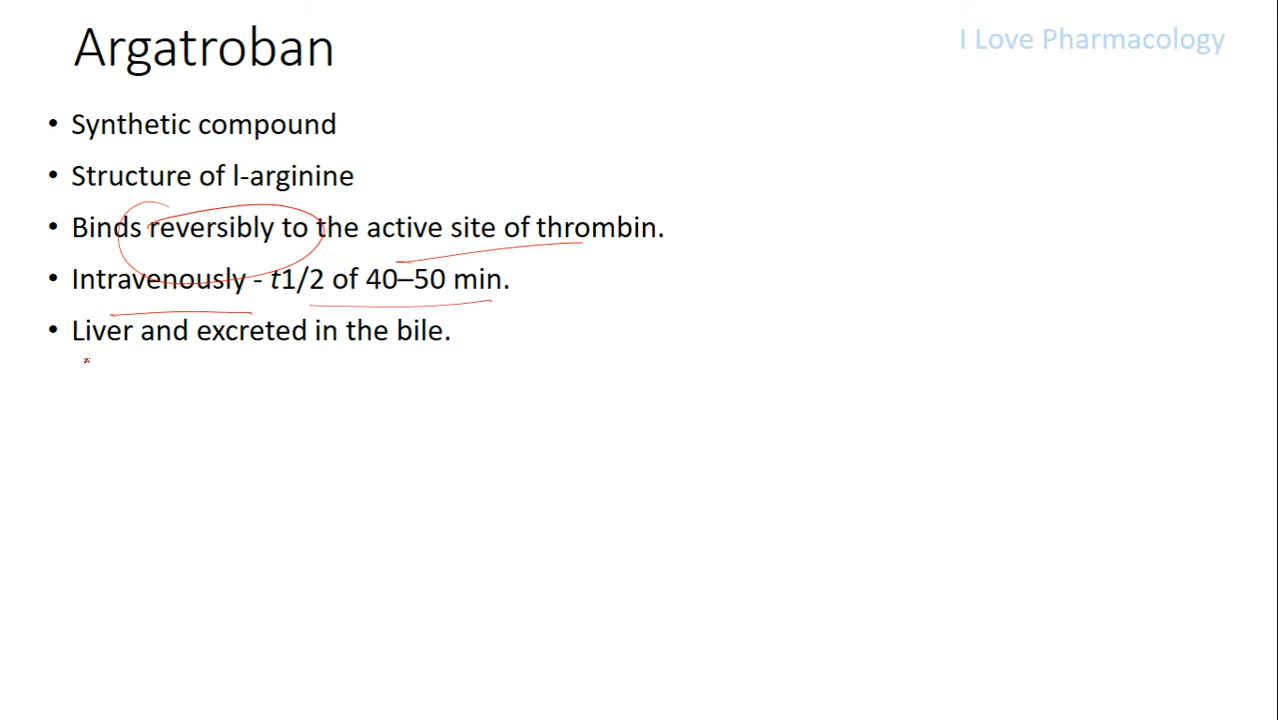 Argatroban
I Love Pharmacology
• Synthetic compound
• Structure of l-arginine
• Binds reversibly to the active site of thrombin.
• Intravenously - t1/2 of 40–50 min.
• Liver and excreted in the bile.